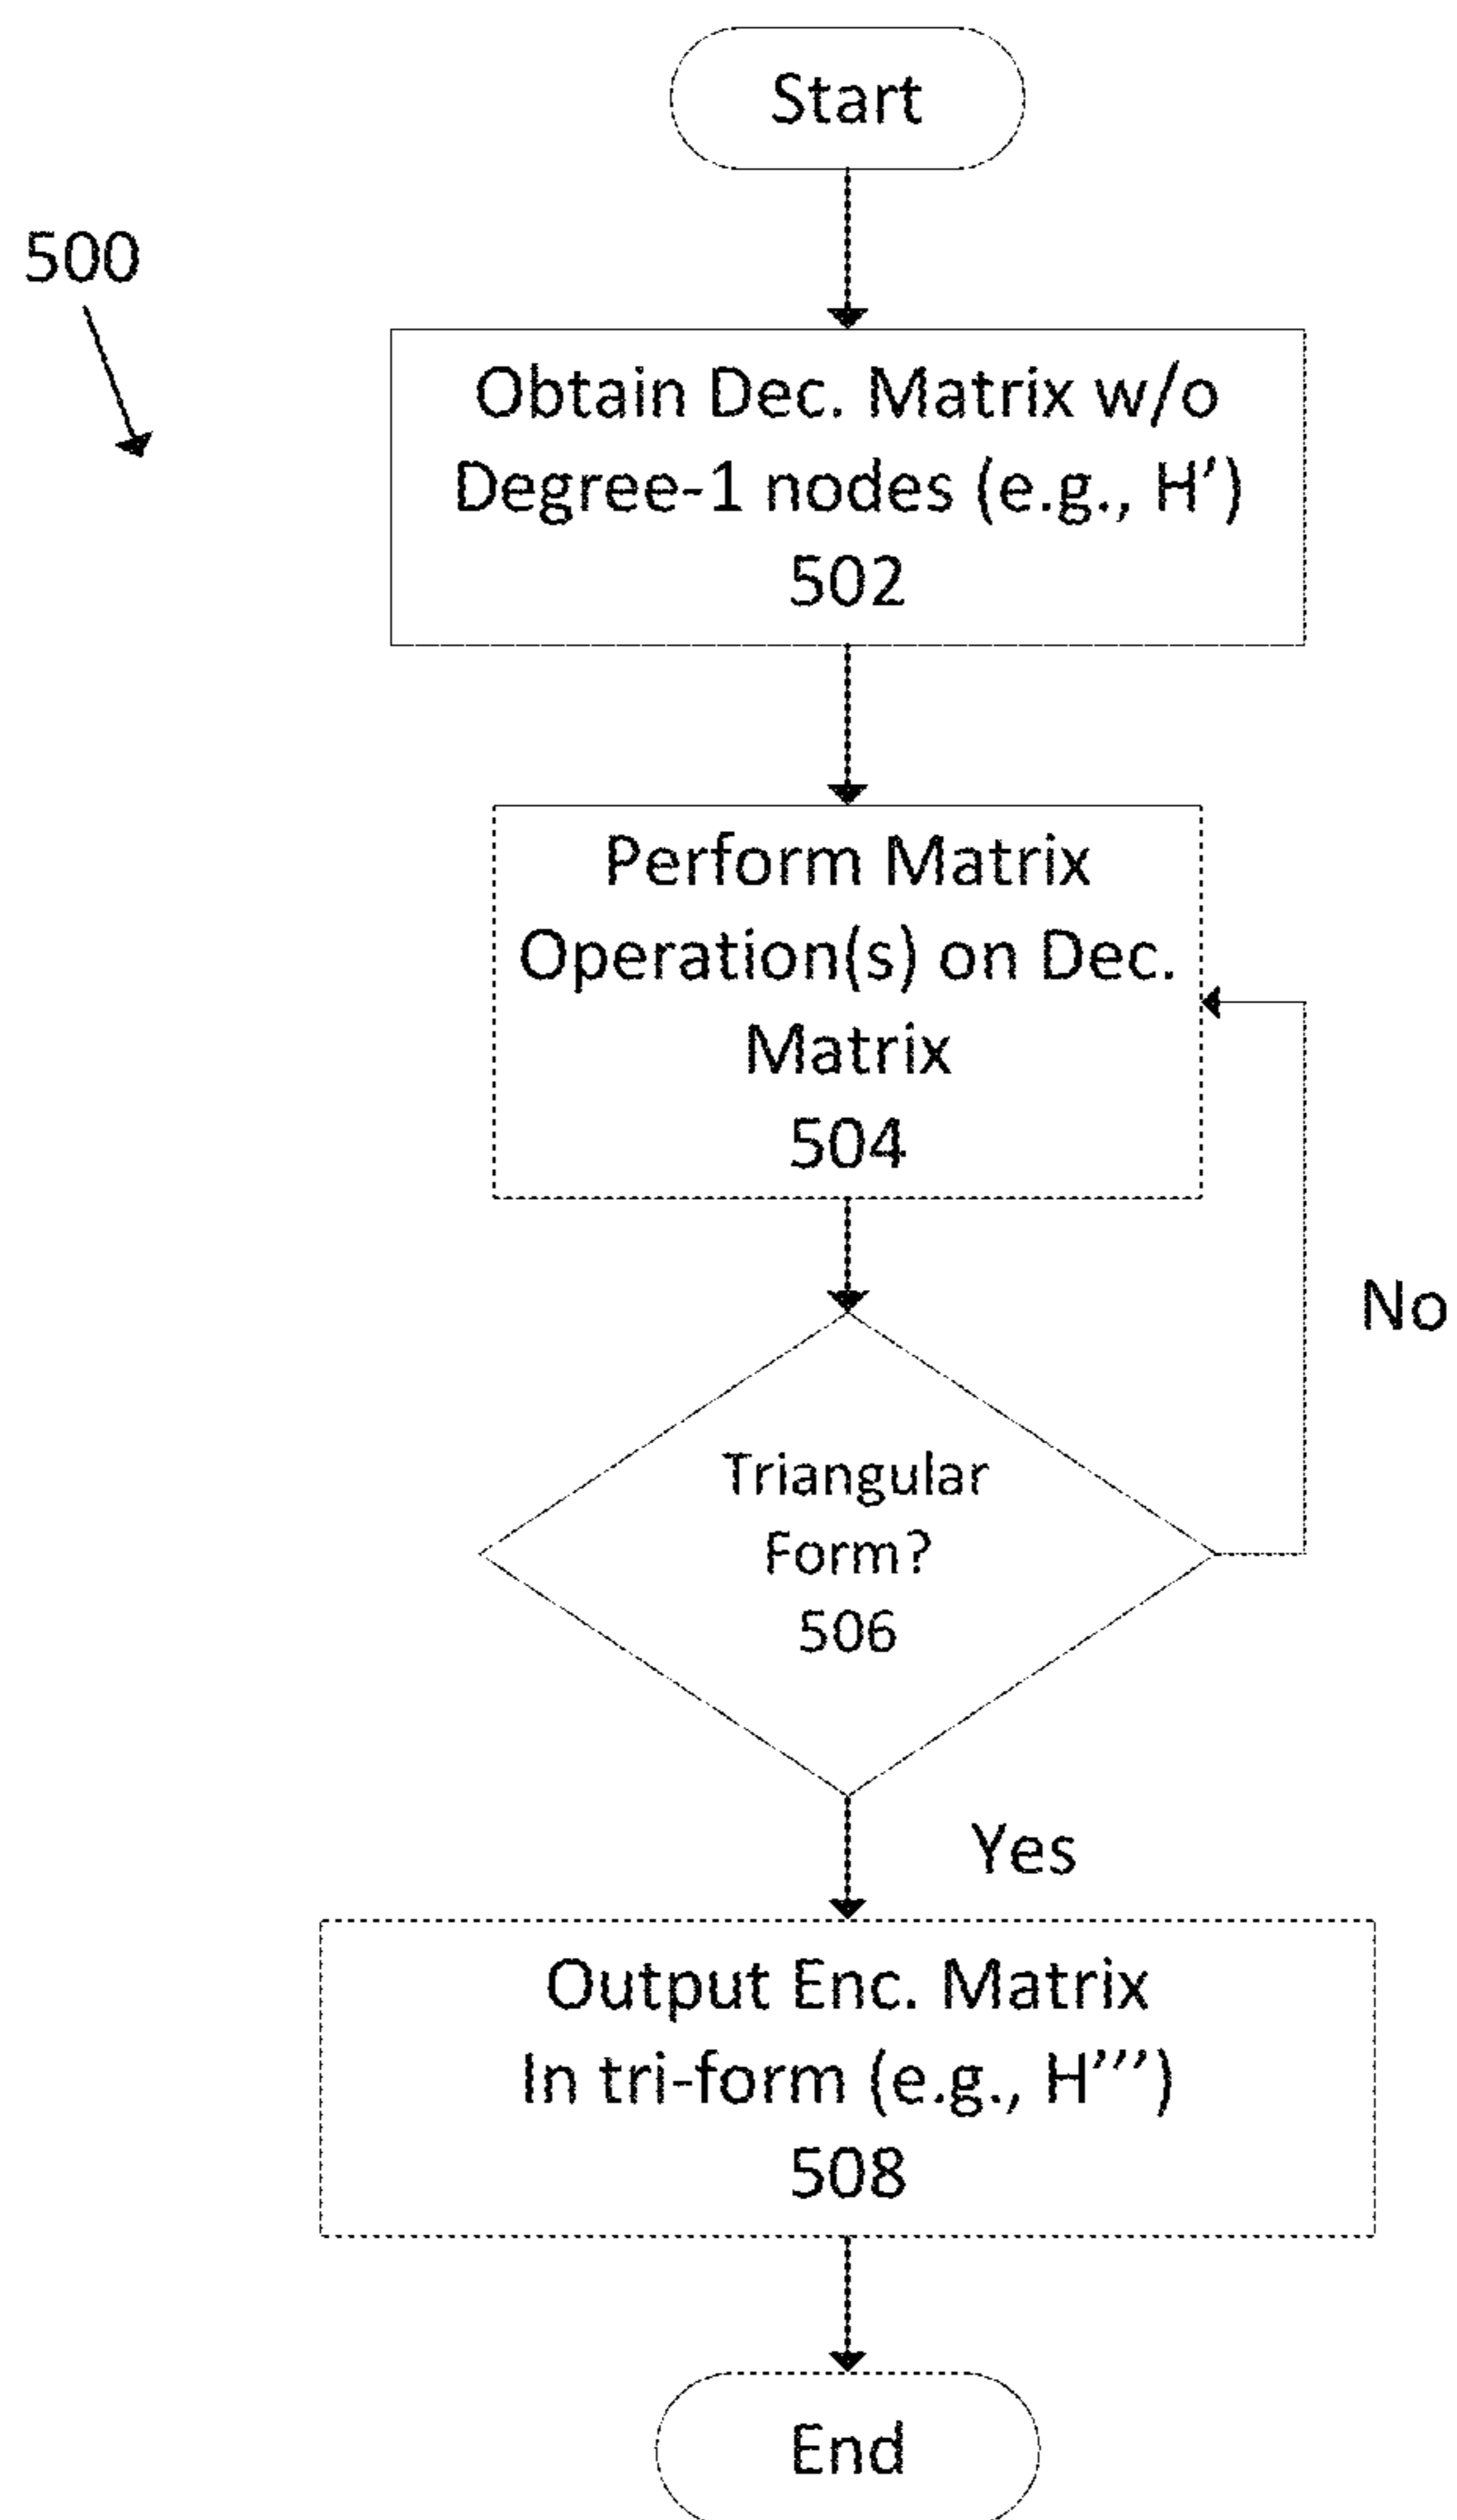 Start
500
Obtain Dec. Matrix w/o
Degree-1 nodes (e.g., H’)
502
Perform Matrix
Operation(s) on Dec.
Matrix
504
No
Triangular
Form?
506
Yes
Output Enc. Matrix
In tri-form (e.g., H’’’)
508
End